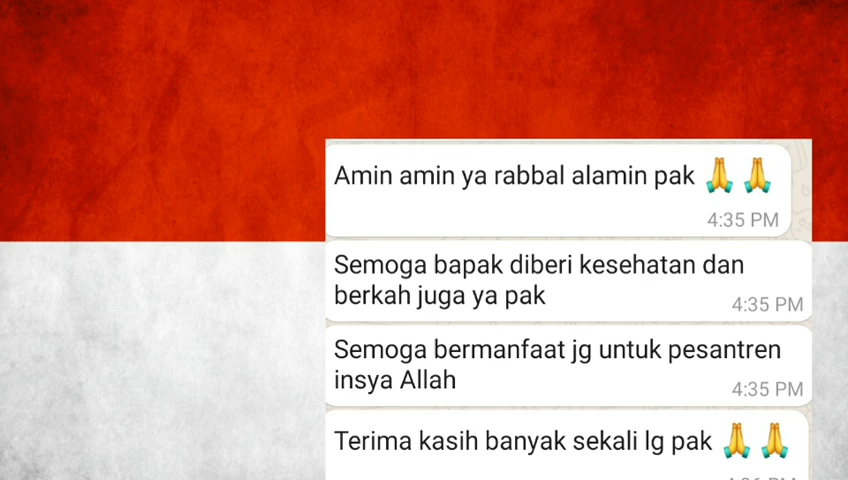 Amin amin ya rabbal alamin pak 🙏 🙏
4:35 PM
Semoga bapak diberi kesehatan dan
berkah juga ya pak
4:35 PM
Semoga bermanfaat jg untuk pesantren
insya Allah
4:35 PM
Terima kasih banyak sekali lg pak 🙏 🙏